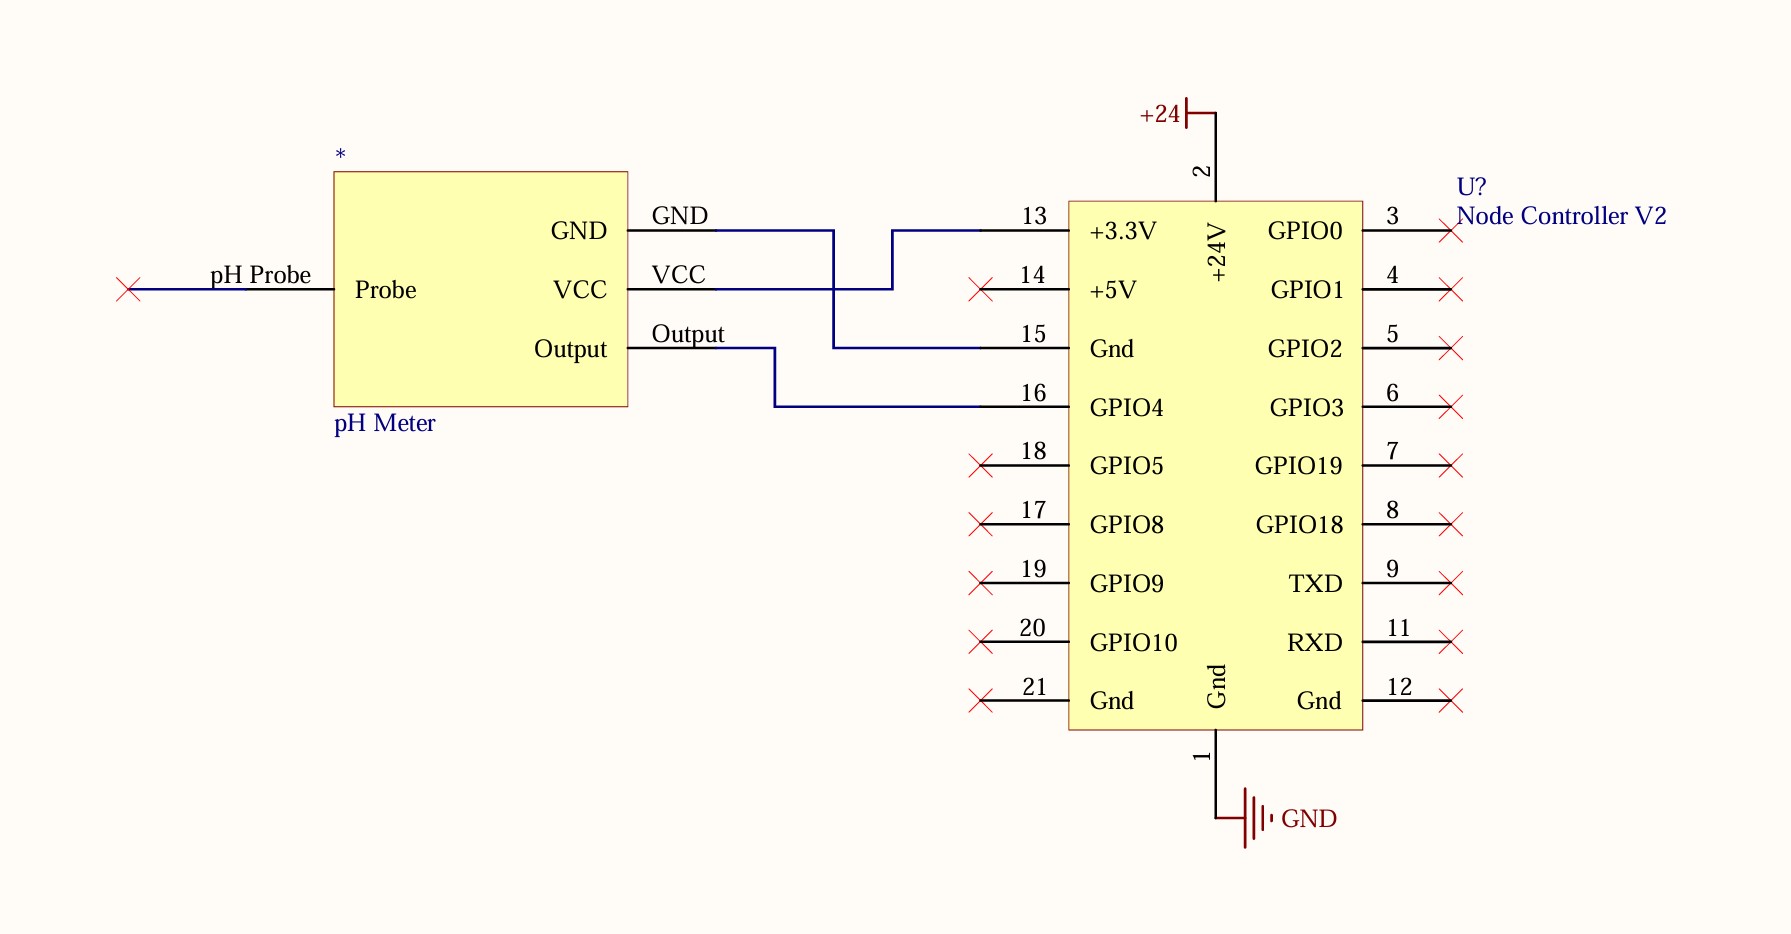 +24
2
*
U?
Node Controller V2
GND
VCC
Output
pH Probe
Probe
GND
VCC
Output
pH Meter
13
14
15
16
18
17
19
20
21
+3.3V
+5V
Gnd
GPIO4
GPIO5
GPIO8
GPIO9
GPIO10
Gnd
+24V
Gnd
GPIO0
GPIO1
GPIO2
GPIO3
GPIO19
GPIO18
TXD
RXD
Gnd
3
4
5
6
7
8
9
11
12
1
GND